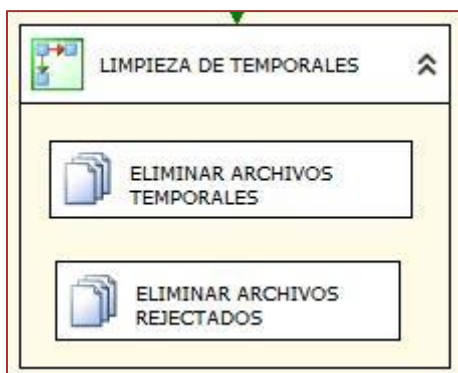 LIMPIEZA DE TEMPORALES
ELIMINAR ARCHIVOS
TEMPORALES
ELIMINAR ARCHIVOS
REJECTADOS